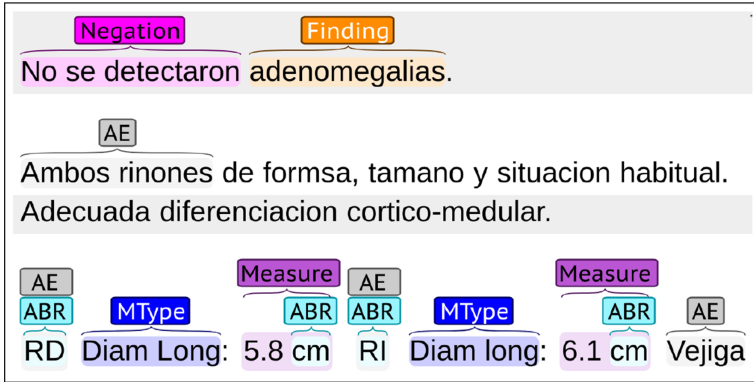 Negation Finding
No se detectaron adenomegalias.
AE
Ambos rinones de formsa, tamano y situacion habitual.
Adecuada diferenciacion cortico-medular.
AE Measure AE Measure
ABR MType ABR ABR MType ABR AE
RD Diam Long: 5.8 cm RI Diam long: 6.1 cm Vejiga